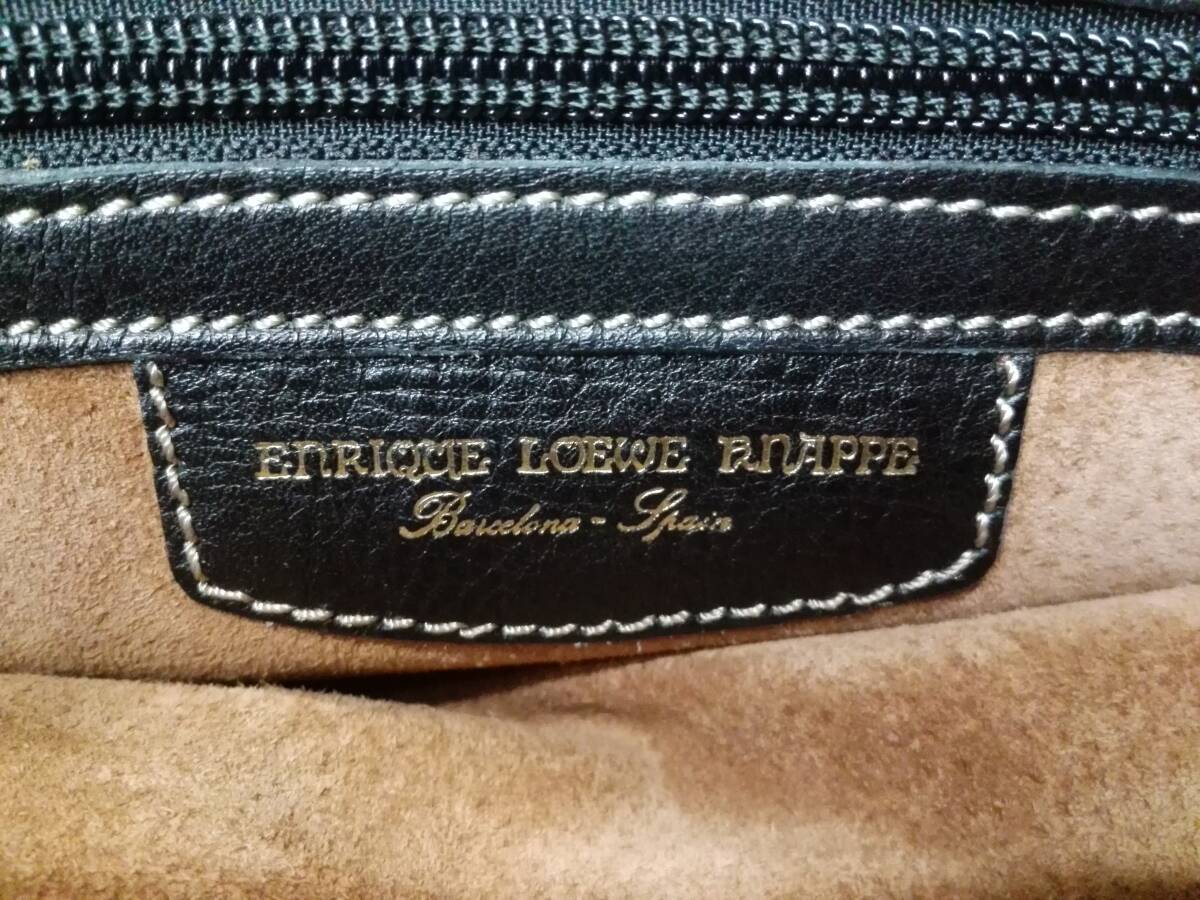 ENRIQUE LOEWE KNAPPE
Barcelona - Spain